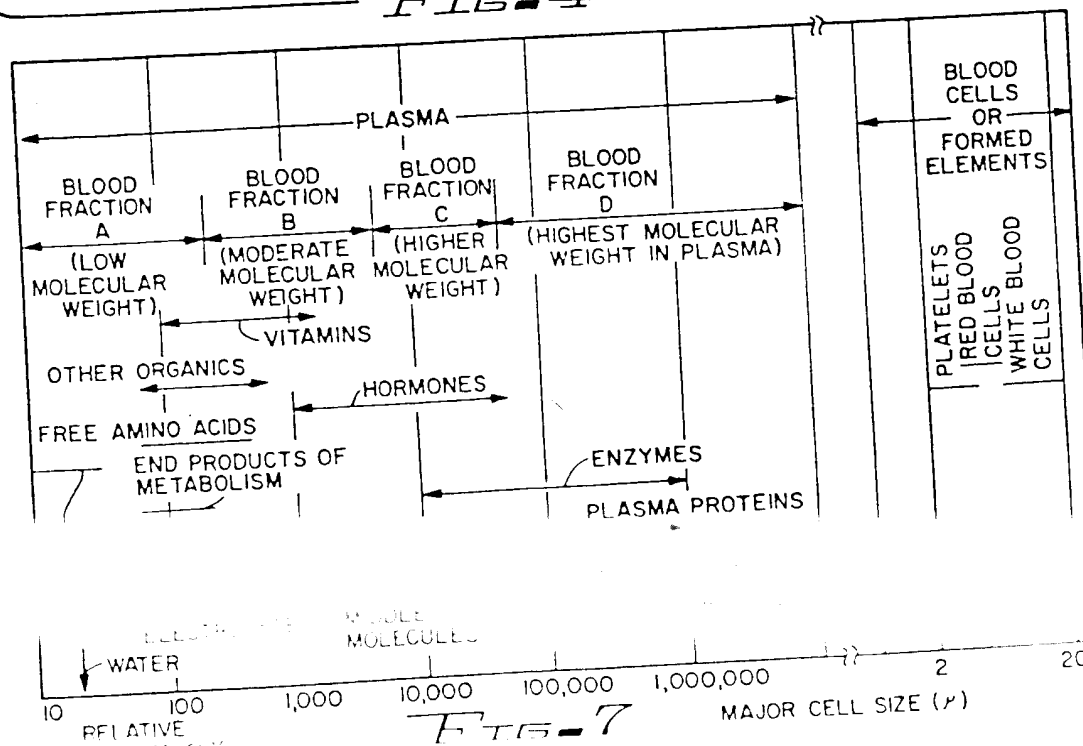 FIG-4
PLASMA
BLOOD
FRACTION
A
(LOW
MOLECULAR
WEIGHT)
BLOOD
FRACTION
B
(MODERATE
MOLECULAR
WEIGHT)
BLOOD
FRACTION
C
(HIGHER
MOLECULAR
WEIGHT)
BLOOD
FRACTION
D
(HIGHEST MOLECULAR
WEIGHT IN PLASMA)
BLOOD
CELLS
OR
FORMED
ELEMENTS
PLATELETS
RED BLOOD
CELLS
WHITE BLOOD
CELLS
VITAMINS
OTHER ORGANICS
HORMONES
FREE AMINO ACIDS
END PRODUCTS OF
METABOLISM
ENZYMES
PLASMA PROTEINS
MOLECULES
WATER
10 100 1,000 10,000 100,000 1,000,000 2 20
RELATIVE
MAJOR CELL SIZE (μ)
FIG-7